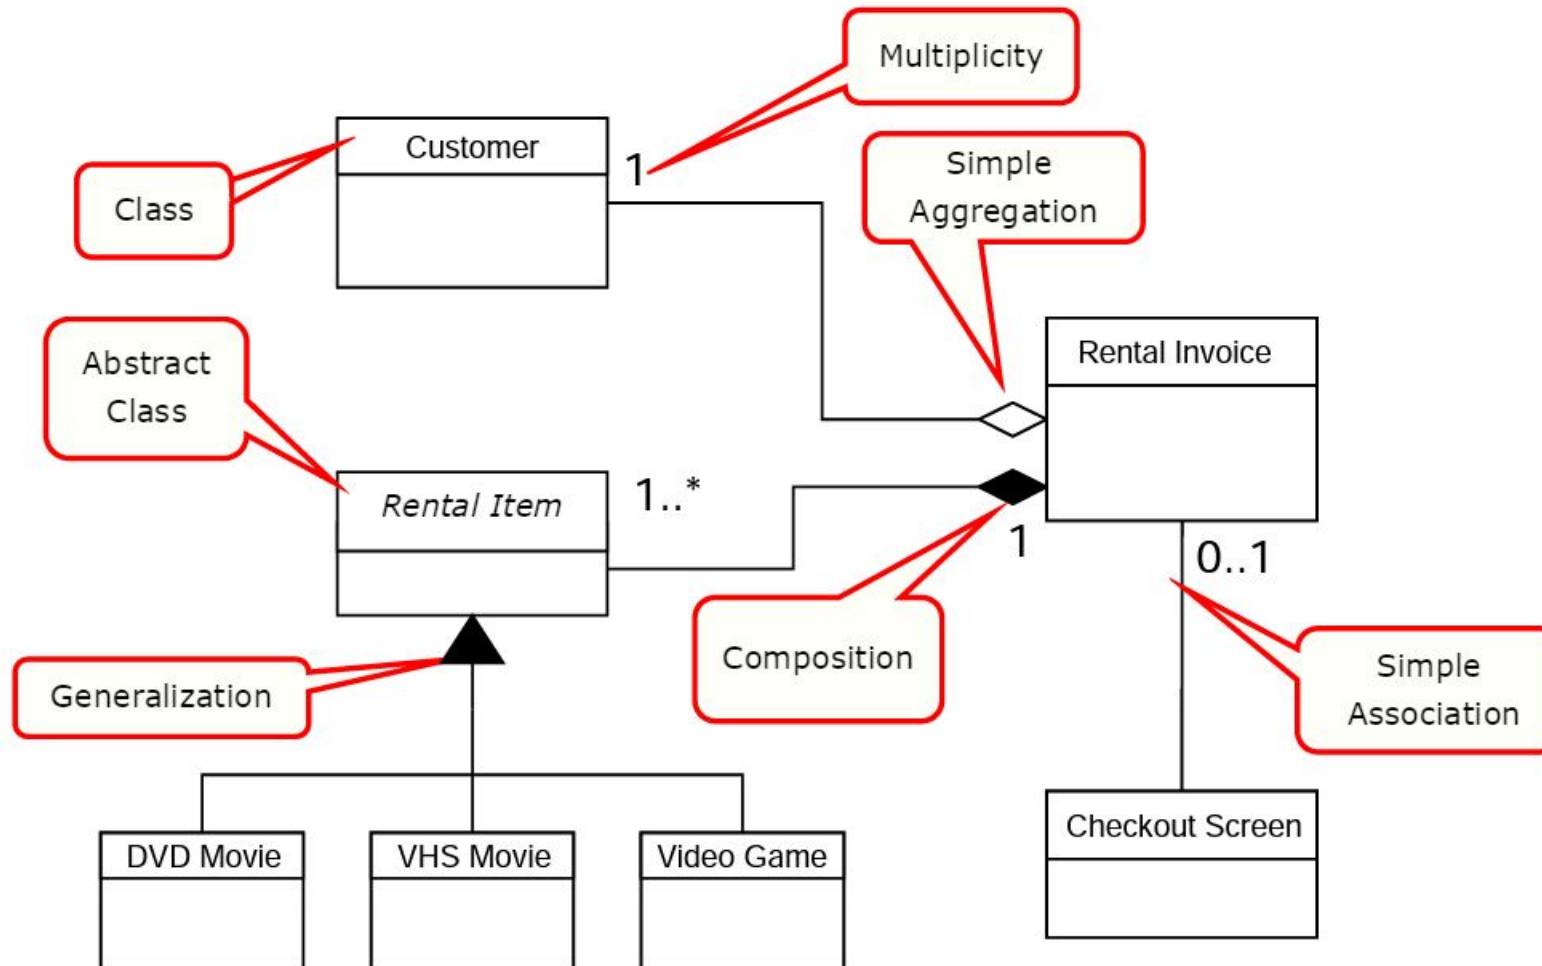 Multiplicity
Customer
1
Simple
Aggregation
Class
Abstract
Class
Rental Invoice
Rental Item
1..*
1
0..1
Composition
Generalization
Simple
Association
DVD Movie
VHS Movie
Video Game
Checkout Screen